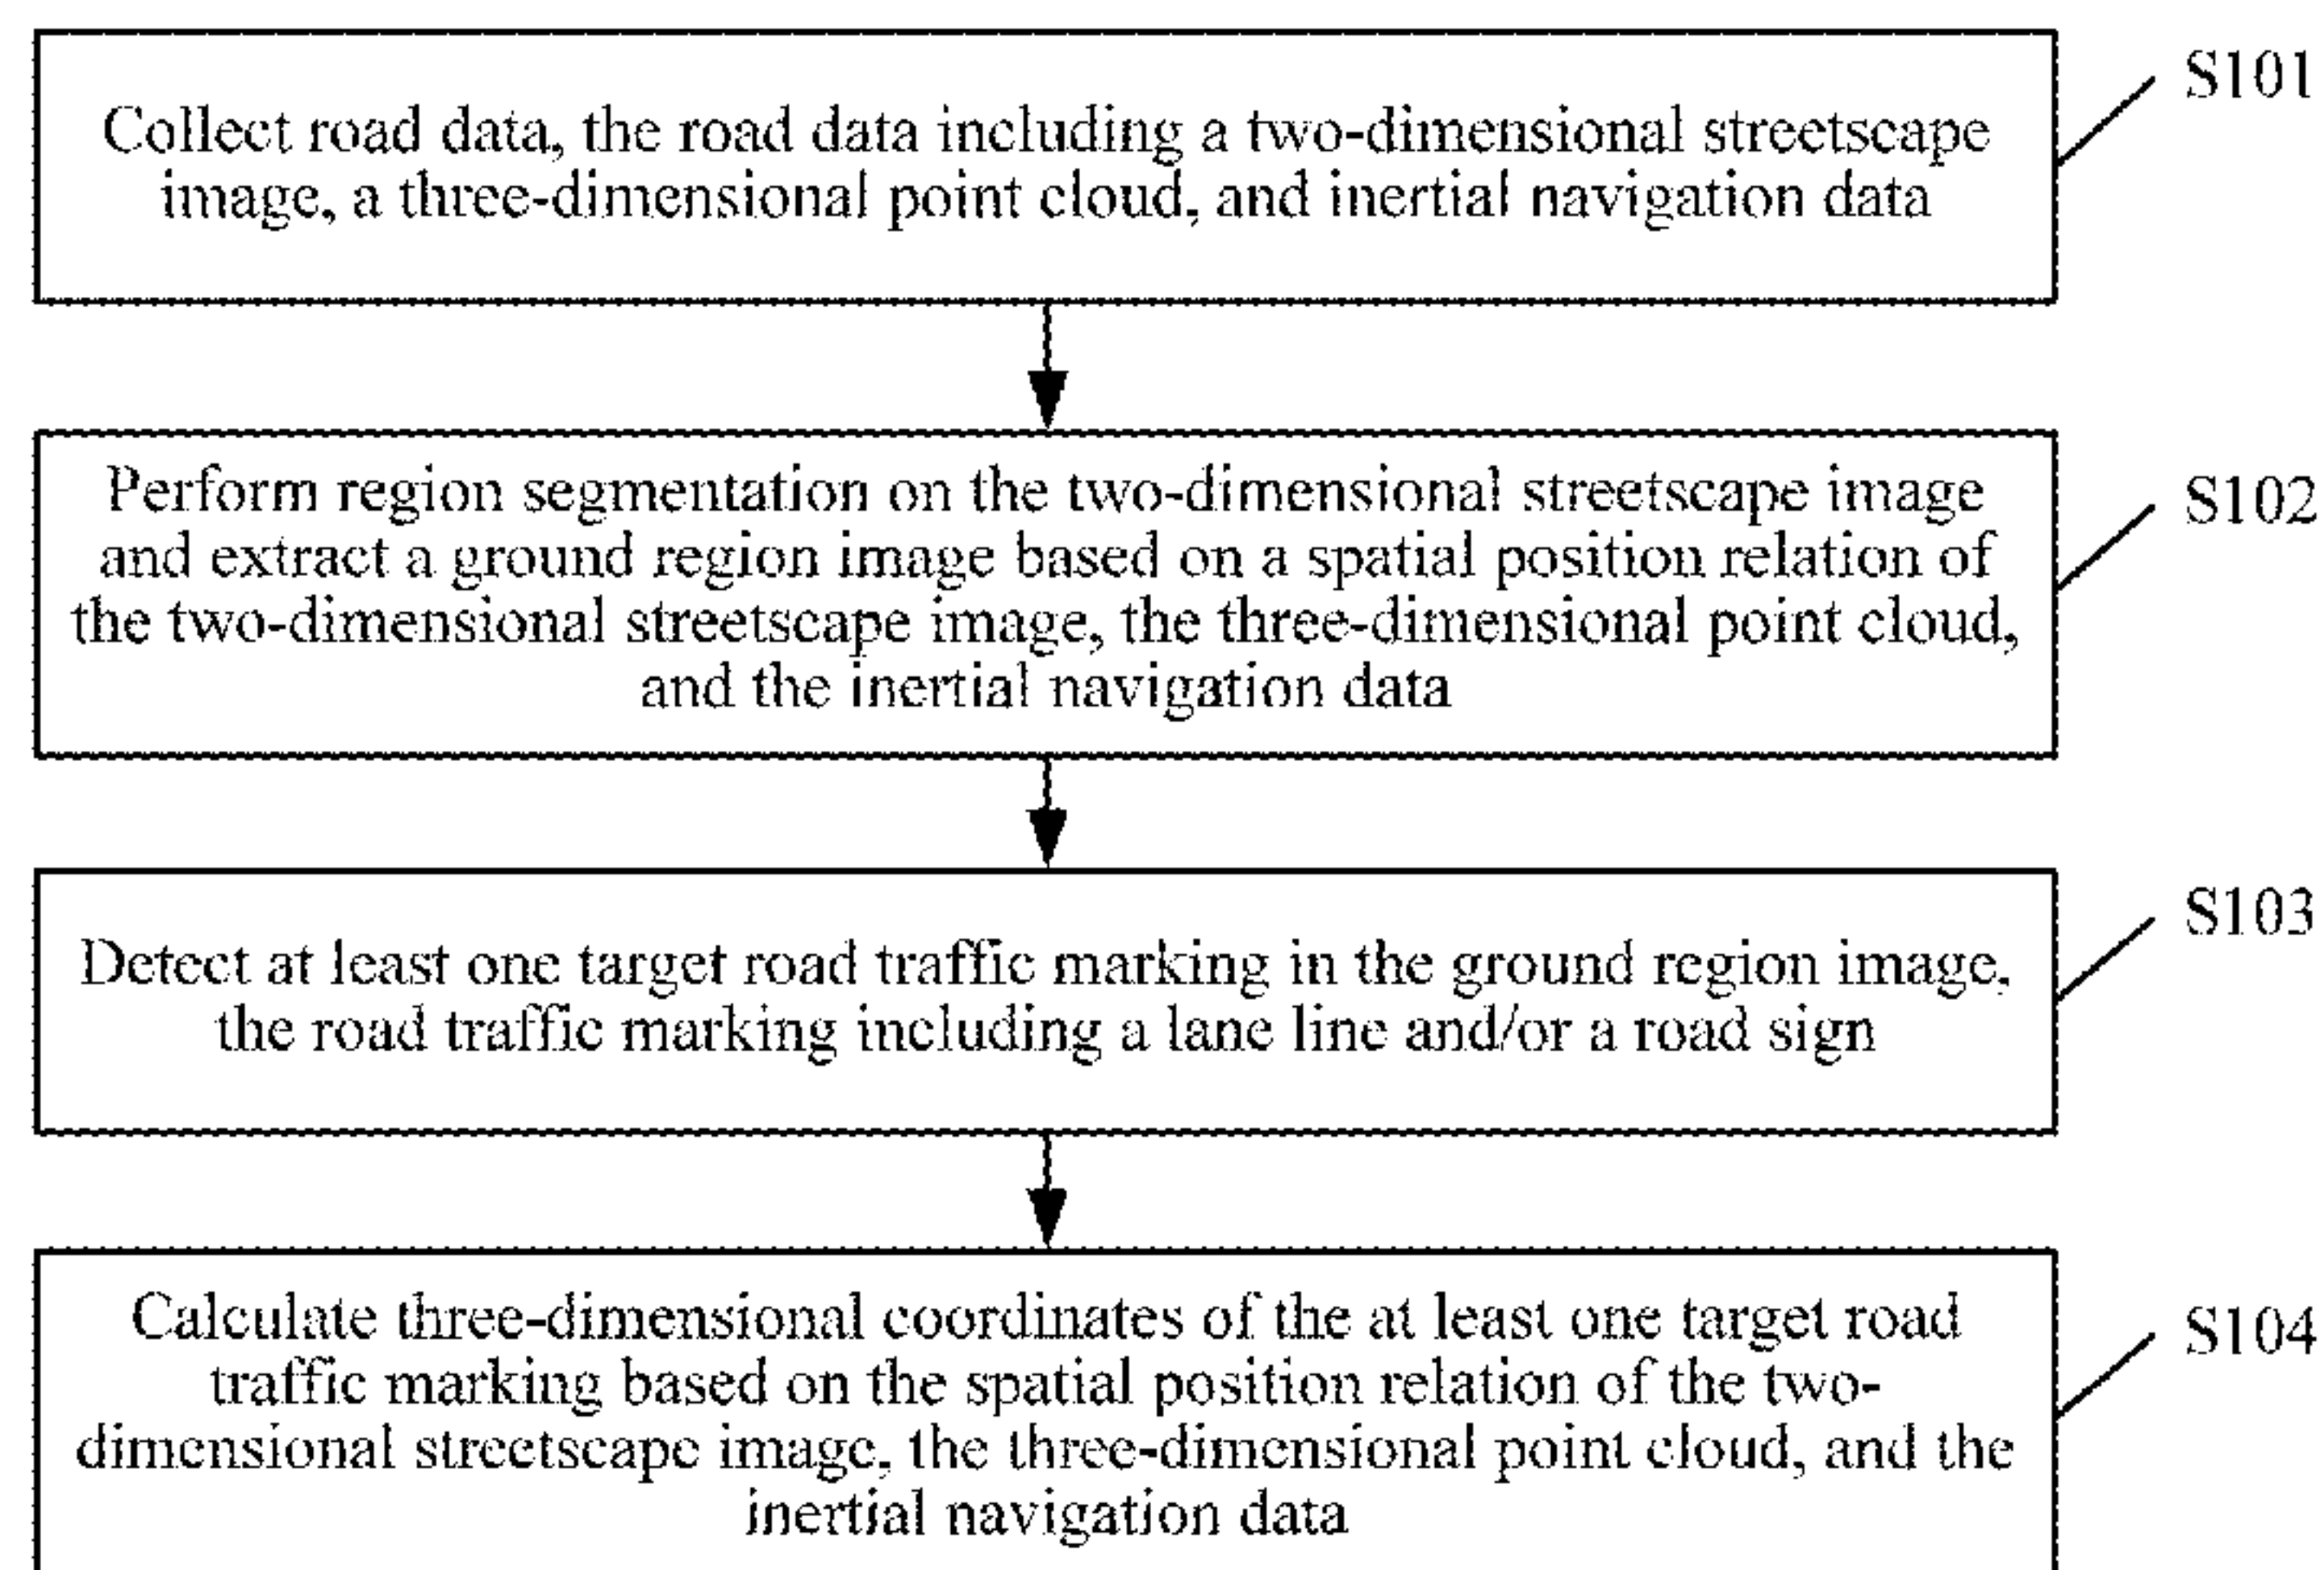 Collect road data, the road data including a two-dimensional streetscape
image, a three-dimensional point cloud, and inertial navigation data
S101
Perform region segmentation on the two-dimensional streetscape image
and extract a ground region image based on a spatial position relation of
the two-dimensional streetscape image, the three-dimensional point cloud,
and the inertial navigation data
S102
Detect at least one target road traffic marking in the ground region image,
the road traffic marking including a lane line and/or a road sign
S103
Calculate three-dimensional coordinates of the at least one target road
traffic marking based on the spatial position relation of the two-
dimensional streetscape image, the three-dimensional point cloud, and the
inertial navigation data
S104